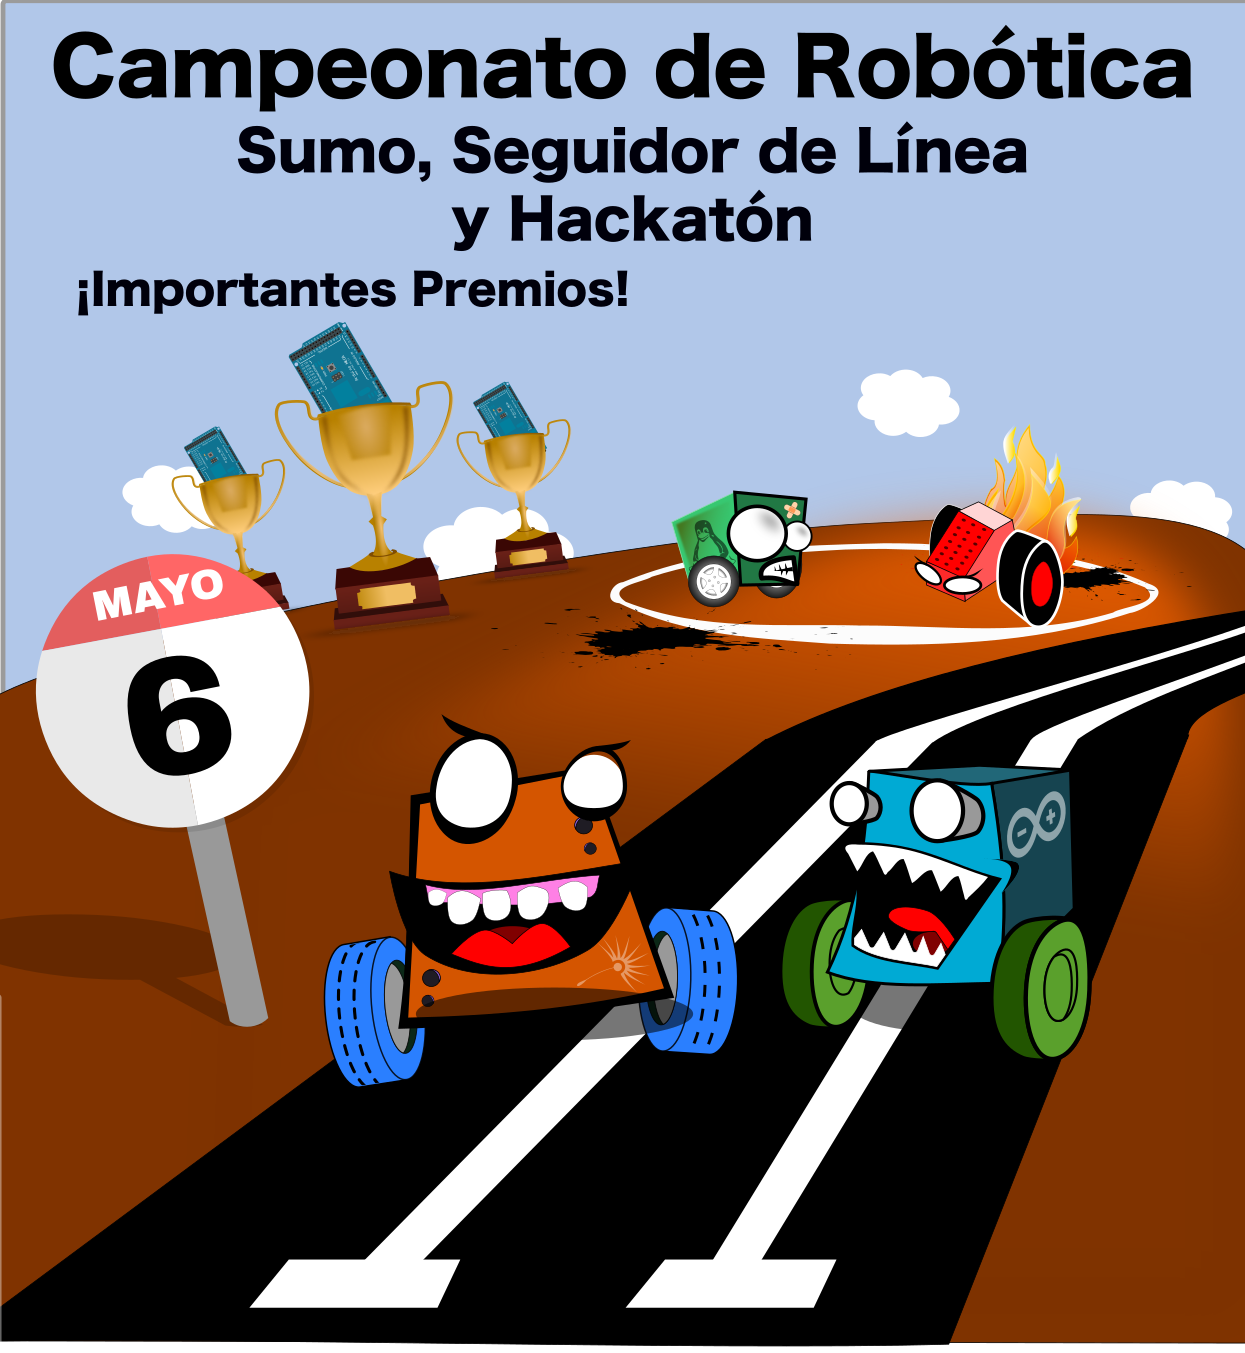 Campeonato de Robótica
Sumo, Seguidor de Línea
y Hackatón
¡Importantes Premios!
MAYO
6